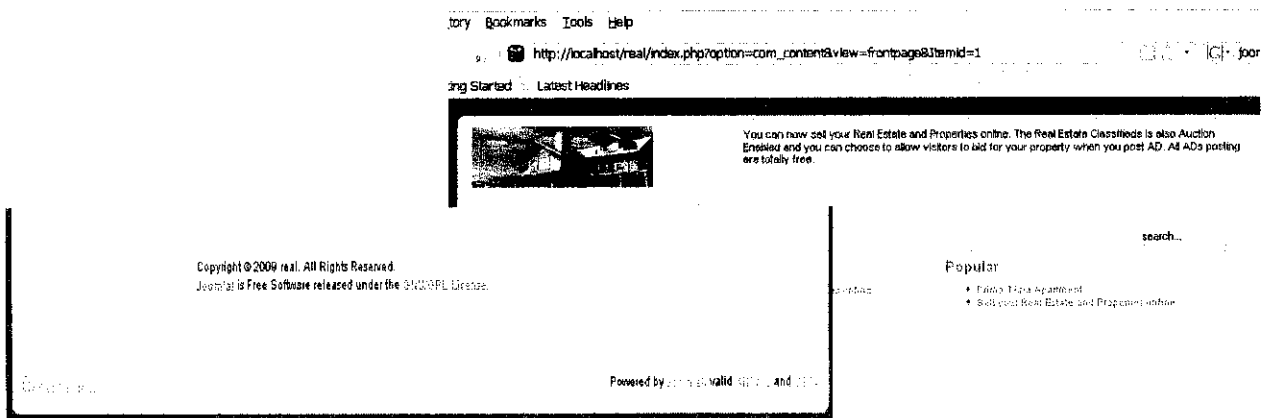 tory Bookmarks Tools Help
http://localhost/real/index.php?option=com_content&view=frontpage&Itemid=1
joor
ing Started Latest Headlines
You can now sell your Real Estate and Properties online. The Real Estate Classifieds is also Auction
Enabled and you can choose to allow visitors to bid for your property when you post AD. All ADs posting
are totally free.
search...
Popular
Sell your Real Estate and Properties online
Copyright © 2009 real. All Rights Reserved.
Joomla! is Free Software released under the GNU/GPL License.
Powered by valid and